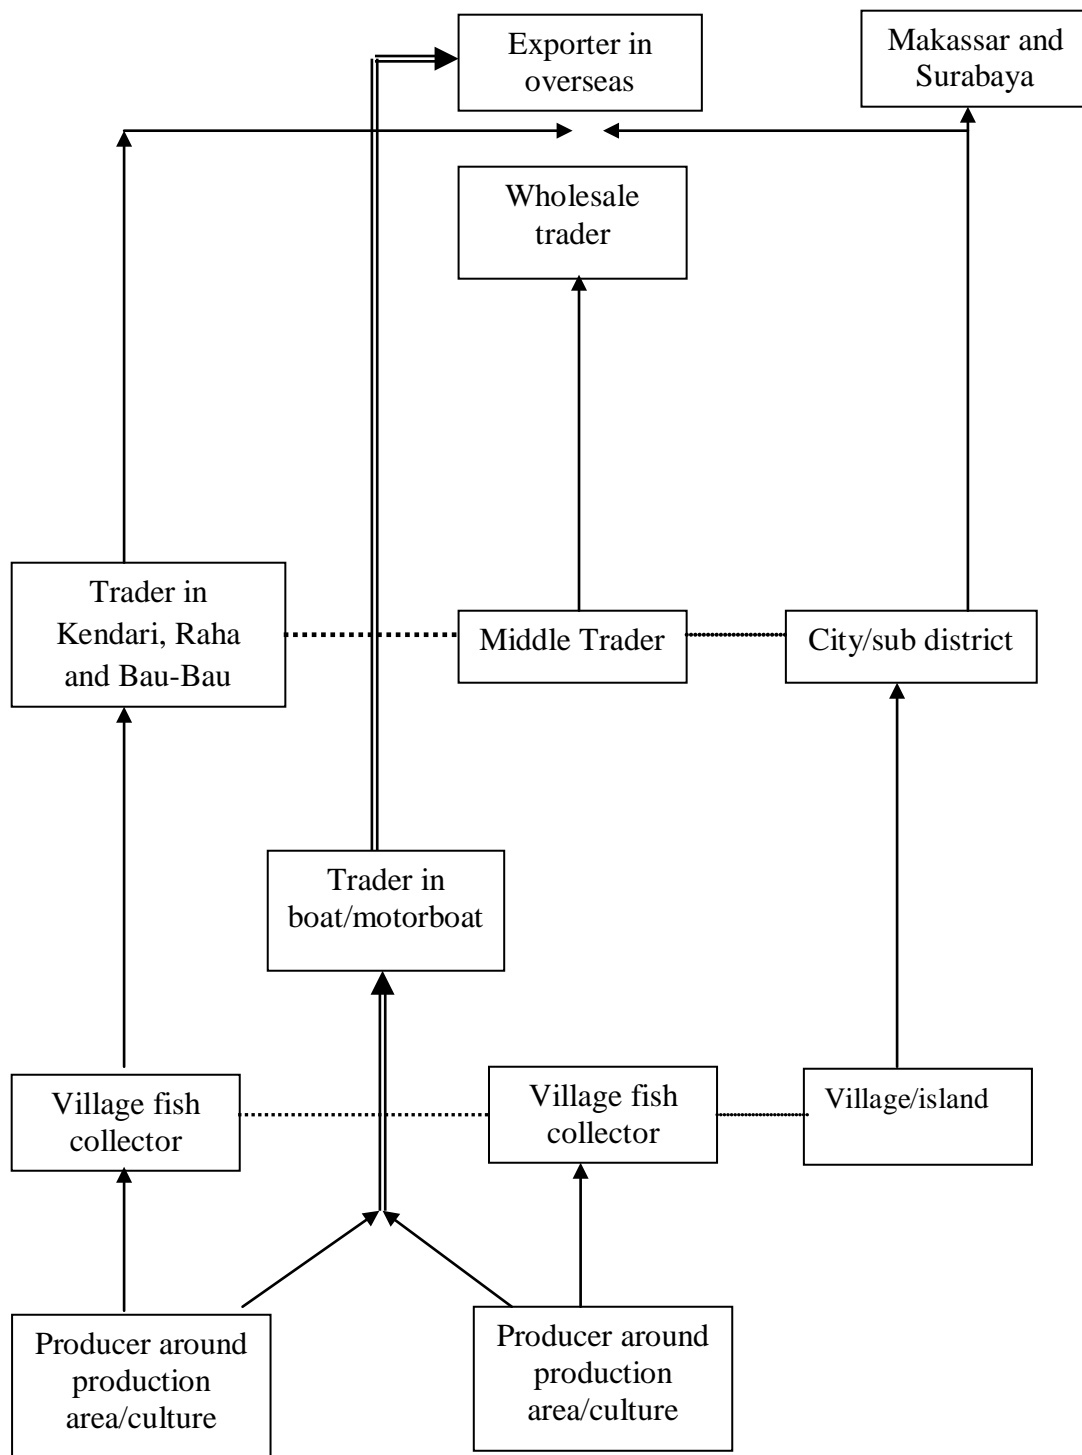 Exporter in
overseas
Makassar and
Surabaya
Wholesale
trader
Trader in
Kendari, Raha
and Bau-Bau
Middle Trader
City/sub district
Trader in
boat/motorboat
Village fish
collector
Village fish
collector
Village/island
Producer around
production
area/culture
Producer around
production
area/culture